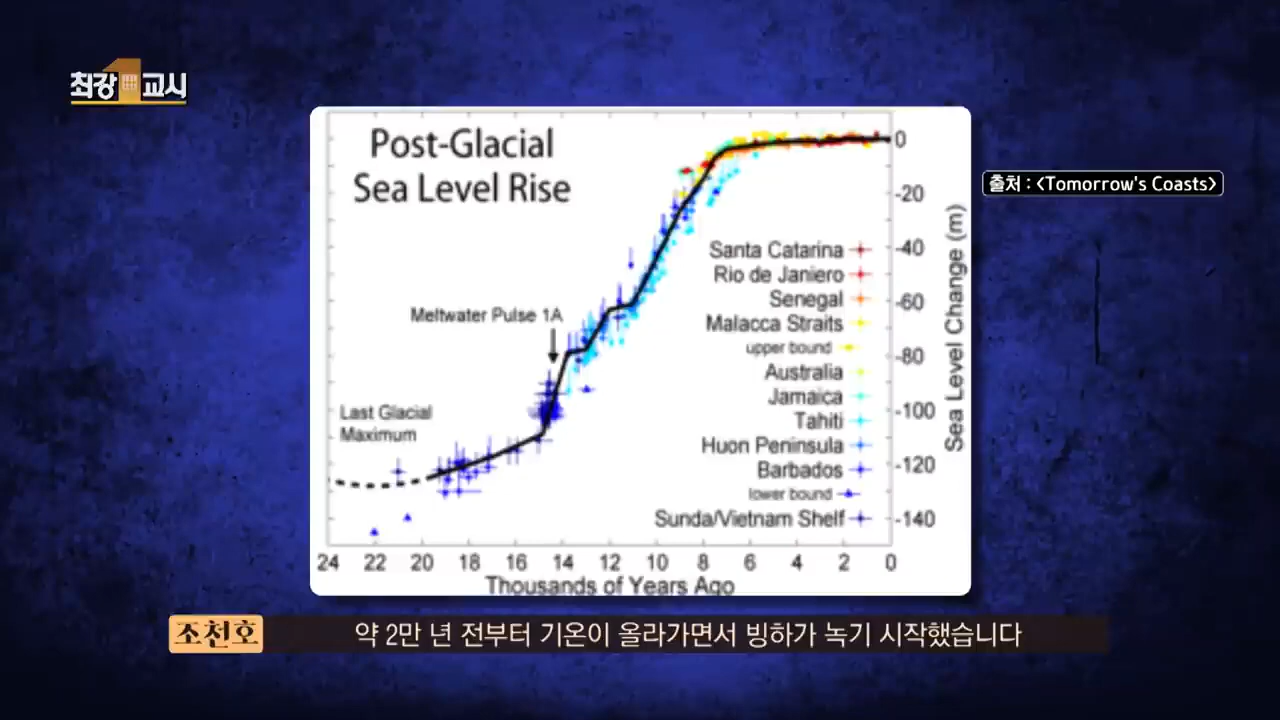 최강1교시
Post-Glacial
Sea Level Rise
출처 : <Tomorrow's Coasts>
Meltwater Pulse 1A
Last Glacial
Maximum
Santa Catarina
Rio de Janiero
Senegal
Malacca Straits
upper bound
Australia
Jamaica
Tahiti
Huon Peninsula
Barbados
lower bound
Sunda/Vietnam Shelf
0
-20
-40
-60
-80
-100
-120
-140
Sea Level Change (m)
24 22 20 18 16 14 12 10 8 6 4 2 0
Thousands of Years Ago
조천호
약 2만 년 전부터 기온이 올라가면서 빙하가 녹기 시작했습니다